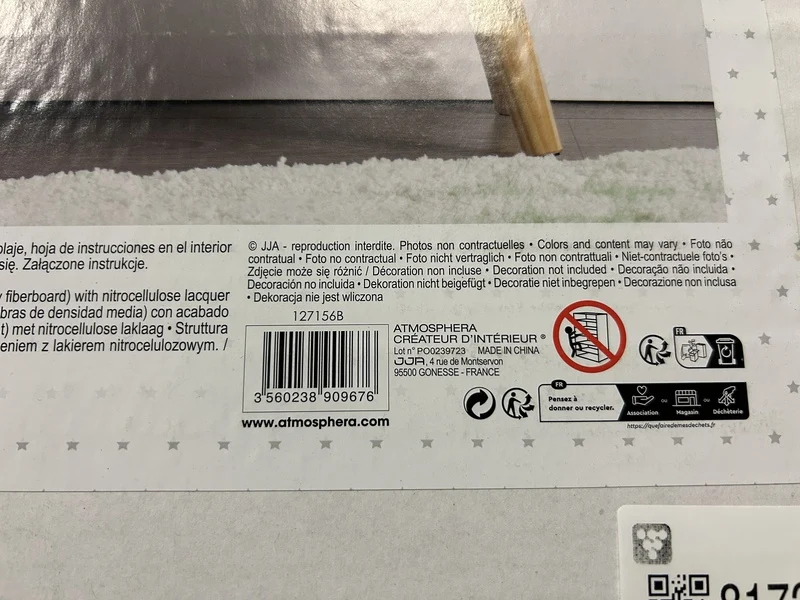 olaje, hoja de instrucciones en el interior
się. Załączone instrukcje.
fiberboard) with nitrocellulose lacquer
bras de densidad media) con acabado
t) met nitrocellulose laklaag • Struttura
eniem z lakierem nitrocelulozowym. /
© JJA - reproduction interdite. Photos non contractuelles • Colors and content may vary • Foto não
contratual • Foto no contractual • Foto nicht vertraglich • Foto non contrattuali • Niet-contractuele foto's •
Zdjęcie może się różnić / Décoration non incluse • Decoration not included • Decoração não incluida •
Decoración no incluida • Dekoration nicht beigefügt • Decoratie niet inbegrepen • Decorazione non inclusa
• Dekoracja nie jest wliczona
127156B
3 560238 909676
www.atmosphera.com
ATMOSPHERA
CRÉATEUR D'INTÉRIEUR ®
Lot n° PO0239723 MADE IN CHINA
JJA, 4 rue de Montservon
95500 GONESSE - FRANCE
FR
FR
Pensez à
donner ou recycler.
Association
OU
Magasin
OU
Déchèterie
https://quefairedemesdechets.fr